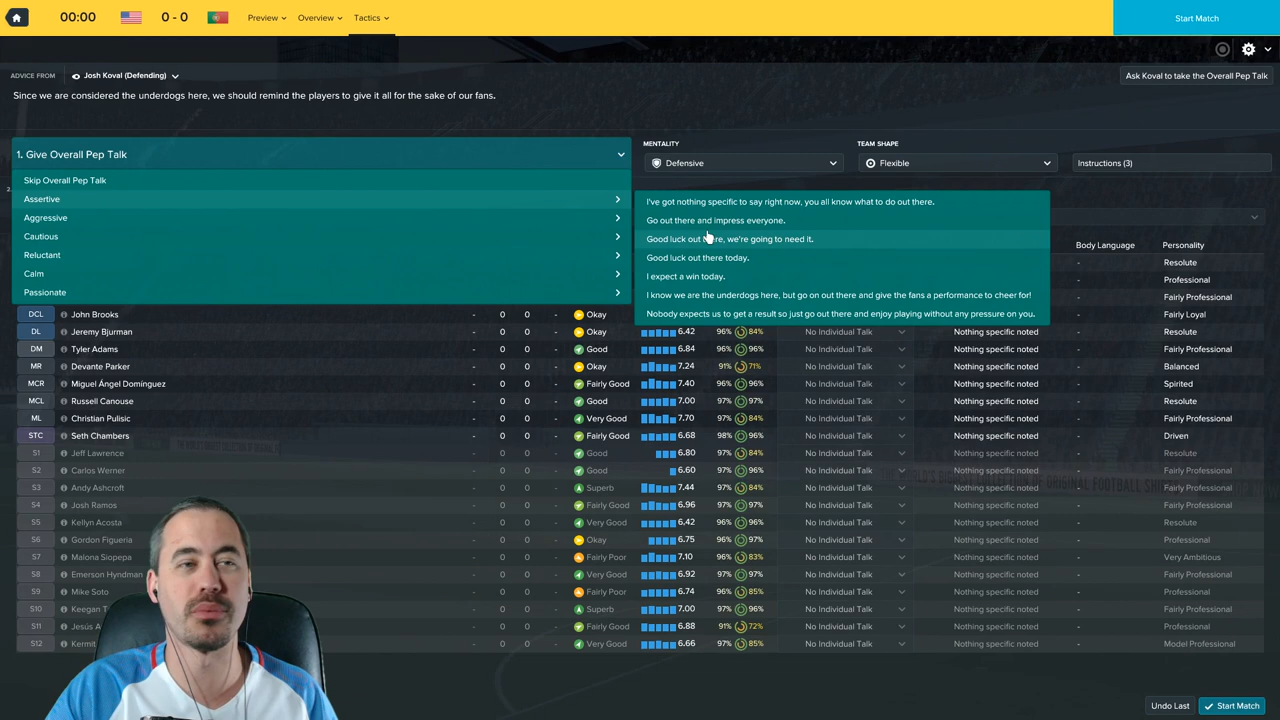 00:00 0 - 0 Preview Overview Tactics Start Match
ADVICE FROM Josh Koval (Defending) Ask Koval to take the Overall Pep Talk
Since we are considered the underdogs here, we should remind the players to give it all for the sake of our fans.
1. Give Overall Pep Talk
MENTALITY TEAM SHAPE
Defensive Flexible Instructions (3)
Skip Overall Pep Talk
Assertive
Aggressive
Cautious
Reluctant
Calm
Passionate
I've got nothing specific to say right now, you all know what to do out there.
Go out there and impress everyone.
Good luck out there, we're going to need it.
Good luck out there today.
I expect a win today.
I know we are the underdogs here, but go on out there and give the fans a performance to cheer for!
Nobody expects us to get a result so just go out there and enjoy playing without any pressure on you.
2.
Body Language Personality
- Resolute
- Professional
- Fairly Professional
DCL John Brooks - 0 0 - Okay - Fairly Loyal
DL Jeremy Bjurman - 0 0 - Okay 6.42 96% 84% No Individual Talk Nothing specific noted - Resolute
DM Tyler Adams - 0 0 - Good 6.84 96% 96% No Individual Talk Nothing specific noted - Fairly Professional
MR Devante Parker - 0 0 - Okay 7.24 91% 71% No Individual Talk Nothing specific noted - Balanced
MCR Miguel Ángel Domínguez - 0 0 - Fairly Good 7.40 96% 96% No Individual Talk Nothing specific noted - Spirited
MCL Russell Canouse - 0 0 - Good 7.00 97% 97% No Individual Talk Nothing specific noted - Resolute
ML Christian Pulisic - 0 0 - Very Good 7.70 97% 84% No Individual Talk Nothing specific noted - Fairly Professional
STC Seth Chambers - 0 0 - Fairly Good 6.68 98% 96% No Individual Talk Nothing specific noted - Driven
S1 Jeff Lawrence - 0 0 - Good 6.80 97% 84% No Individual Talk Nothing specific noted - Resolute
S2 Carlos Werner - 0 0 - Good 6.60 97% 96% No Individual Talk Nothing specific noted - Fairly Professional
S3 Andy Ashcroft - 0 0 - Superb 7.44 97% 84% No Individual Talk Nothing specific noted - Fairly Professional
S4 Josh Ramos - 0 0 - Fairly Good 6.96 97% 96% No Individual Talk Nothing specific noted - Fairly Professional
S5 Kellyn Acosta - 0 0 - Very Good 6.42 96% 96% No Individual Talk Nothing specific noted - Resolute
S6 Gordon Figueria - 0 0 - Okay 6.75 96% 97% No Individual Talk Nothing specific noted - Professional
S7 Malona Siopepa - 0 0 - Fairly Poor 7.10 96% 83% No Individual Talk Nothing specific noted - Very Ambitious
S8 Emerson Hyndman - 0 0 - Very Good 6.92 97% 97% No Individual Talk Nothing specific noted - Fairly Professional
S9 Mike Soto 0 0 - Fairly Poor 6.74 96% 85% No Individual Talk Nothing specific noted - Professional
S10 Keegan 0 0 - Superb 7.00 97% 96% No Individual Talk Nothing specific noted - Fairly Professional
S11 0 0 - Fairly Good 6.88 91% 72% No Individual Talk Nothing specific noted - Professional
S12 Kermit 0 0 - Very Good 6.66 97% 85% No Individual Talk Nothing specific noted - Model Professional
Undo Last Start Match